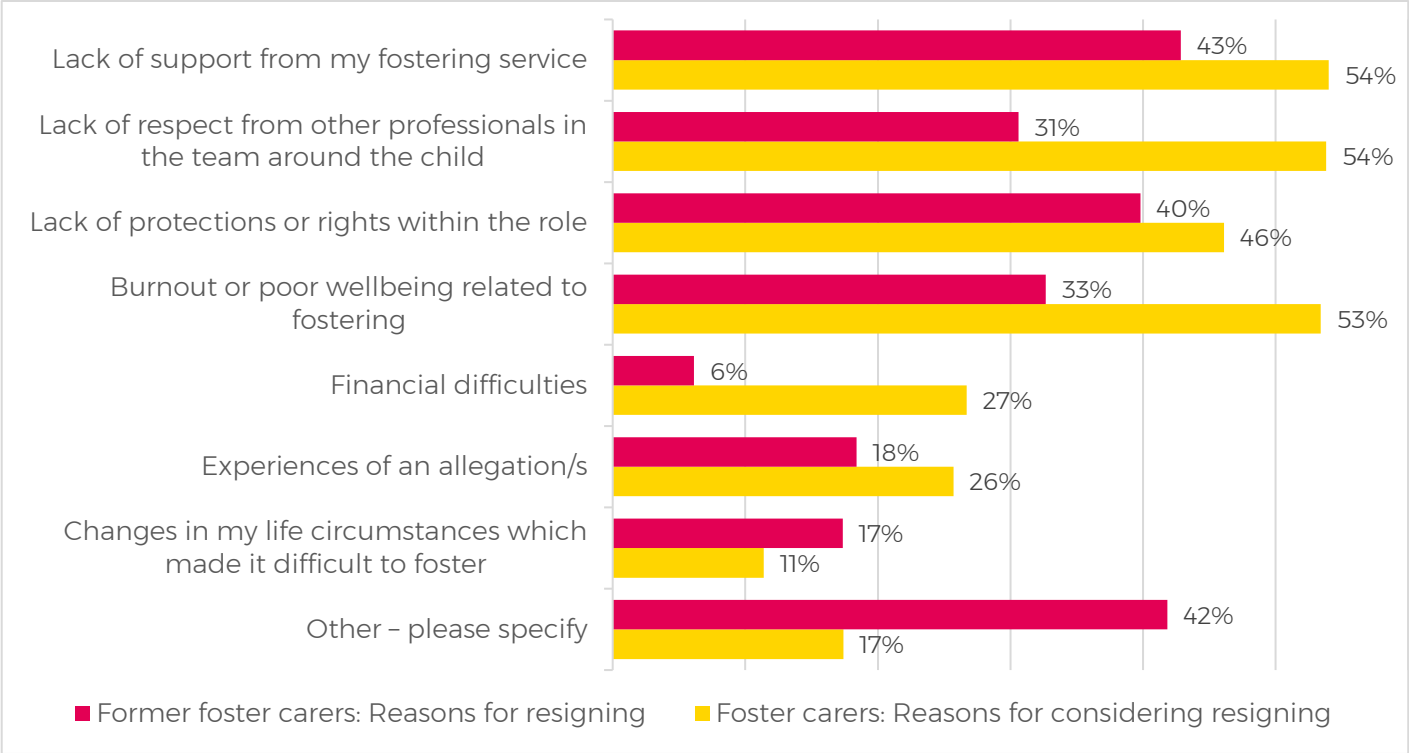 Lack of support from my fostering service
43%
54%
Lack of respect from other professionals in
the team around the child
31%
54%
Lack of protections or rights within the role
40%
46%
Burnout or poor wellbeing related to
fostering
33%
53%
Financial difficulties
6%
27%
Experiences of an allegation/s
18%
26%
Changes in my life circumstances which
made it difficult to foster
17%
11%
Other – please specify
42%
17%
Former foster carers: Reasons for resigning
Foster carers: Reasons for considering resigning